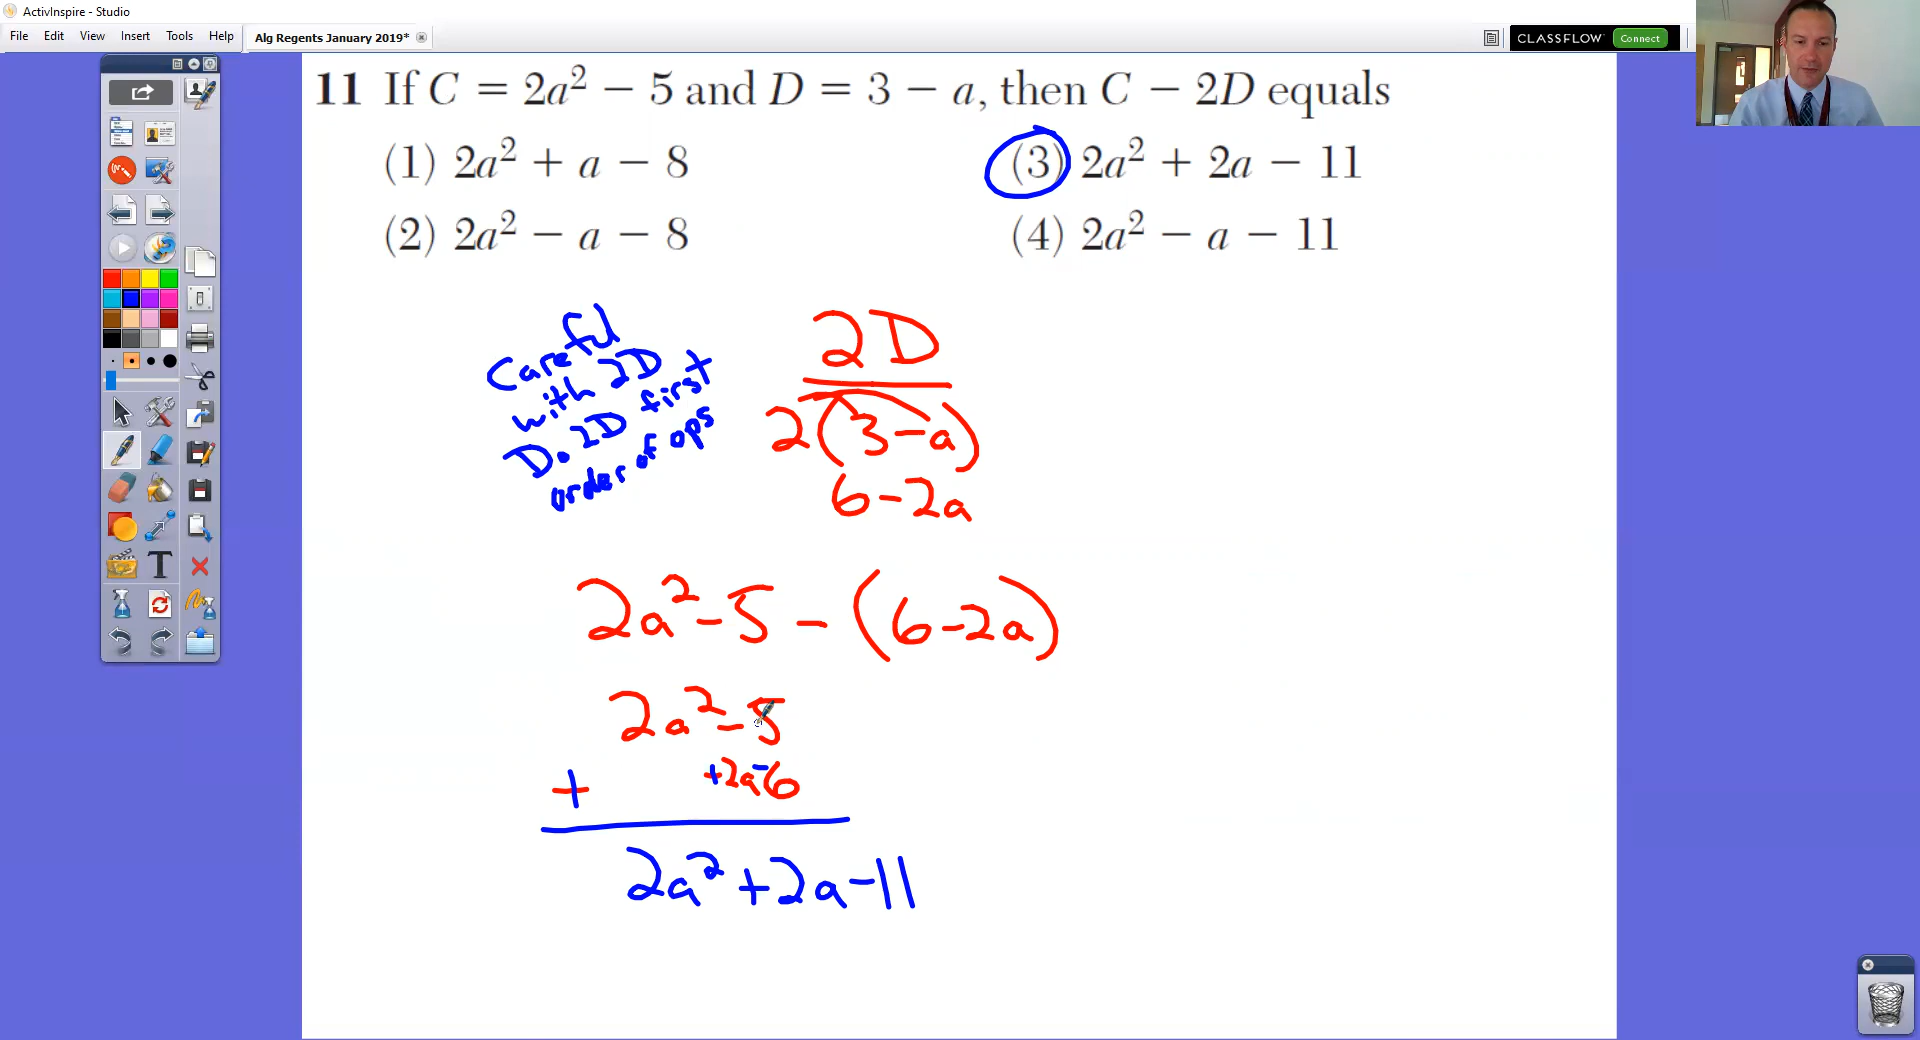 ActivInspire - Studio
File Edit View Insert Tools Help
Alg Regents January 2019*
CLASSFLOW Connect
11 If C = 2a² − 5 and D = 3 − a, then C − 2D equals
(1) 2a² + a − 8
(3) 2a² + 2a − 11
(2) 2a² − a − 8
(4) 2a² − a − 11
Careful
with 2D
Do 2D first
order of ops
2D
2(3-a)
6-2a
2a²-5-(6-2a)
2a²-5
+ +2a-6
2a²+2a-11
T